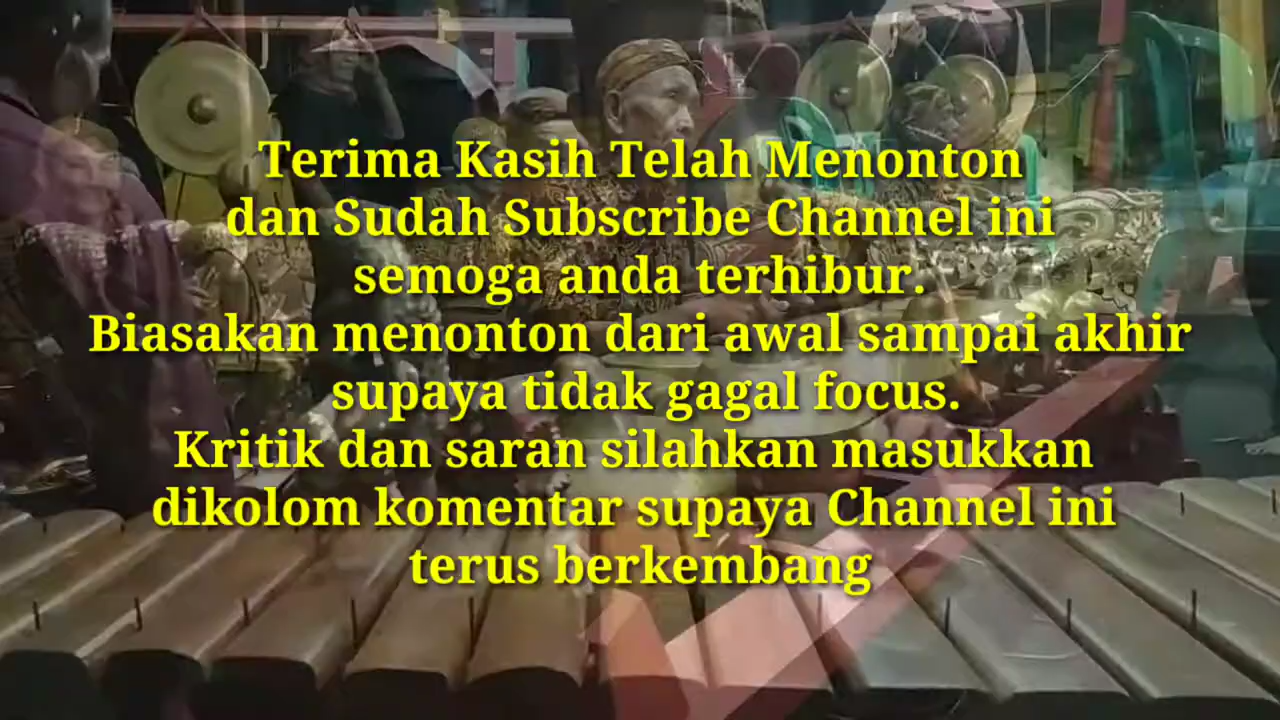 Terima Kasih Telah Menonton
dan Sudah Subscribe Channel ini
semoga anda terhibur.
Biasakan menonton dari awal sampai akhir
supaya tidak gagal focus.
Kritik dan saran silahkan masukkan
dikolom komentar supaya Channel ini
terus berkembang